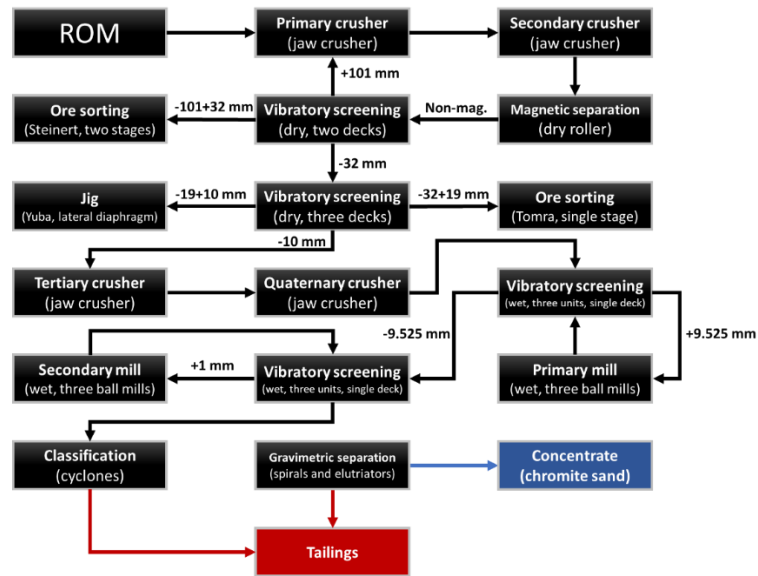 ROM
Primary crusher
(jaw crusher)
Secondary crusher
(jaw crusher)
+101 mm
Ore sorting
(Steinert, two stages)
-101+32 mm
Vibratory screening
(dry, two decks)
Non-mag.
Magnetic separation
(dry roller)
-32 mm
Jig
(Yuba, lateral diaphragm)
-19+10 mm
Vibratory screening
(dry, three decks)
-32+19 mm
Ore sorting
(Tomra, single stage)
-10 mm
Tertiary crusher
(jaw crusher)
Quaternary crusher
(jaw crusher)
Vibratory screening
(wet, three units, single deck)
-9.525 mm
+9.525 mm
Secondary mill
(wet, three ball mills)
+1 mm
Vibratory screening
(wet, three units, single deck)
Primary mill
(wet, three ball mills)
Classification
(cyclones)
Gravimetric separation
(spirals and elutriators)
Concentrate
(chromite sand)
Tailings